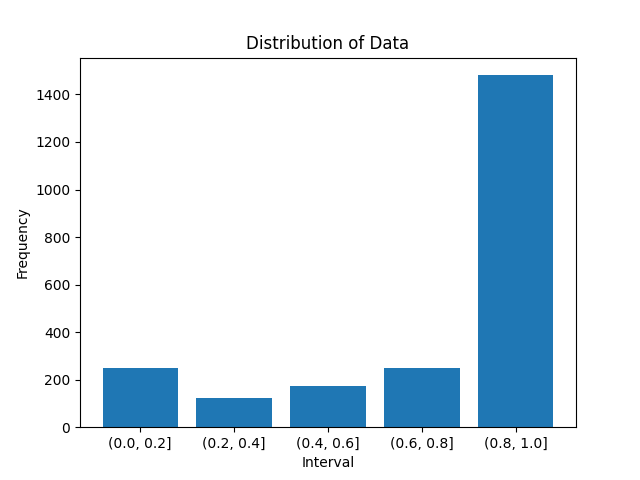 Distribution of Data
Frequency
1400
1200
1000
800
600
400
200
0
(0.0, 0.2] (0.2, 0.4] (0.4, 0.6] (0.6, 0.8] (0.8, 1.0]
Interval